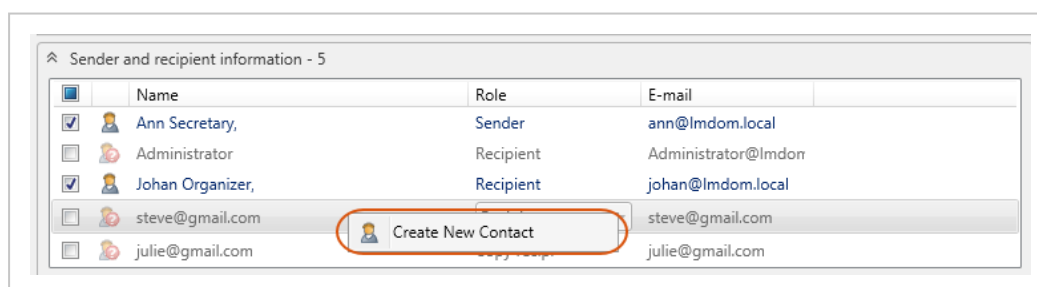 Sender and recipient information - 5
Name Role E-mail
Ann Secretary, Sender ann@lmdom.local
Administrator Recipient Administrator@lmdom
Johan Organizer, Recipient johan@lmdom.local
steve@gmail.com steve@gmail.com
Create New Contact
julie@gmail.com julie@gmail.com